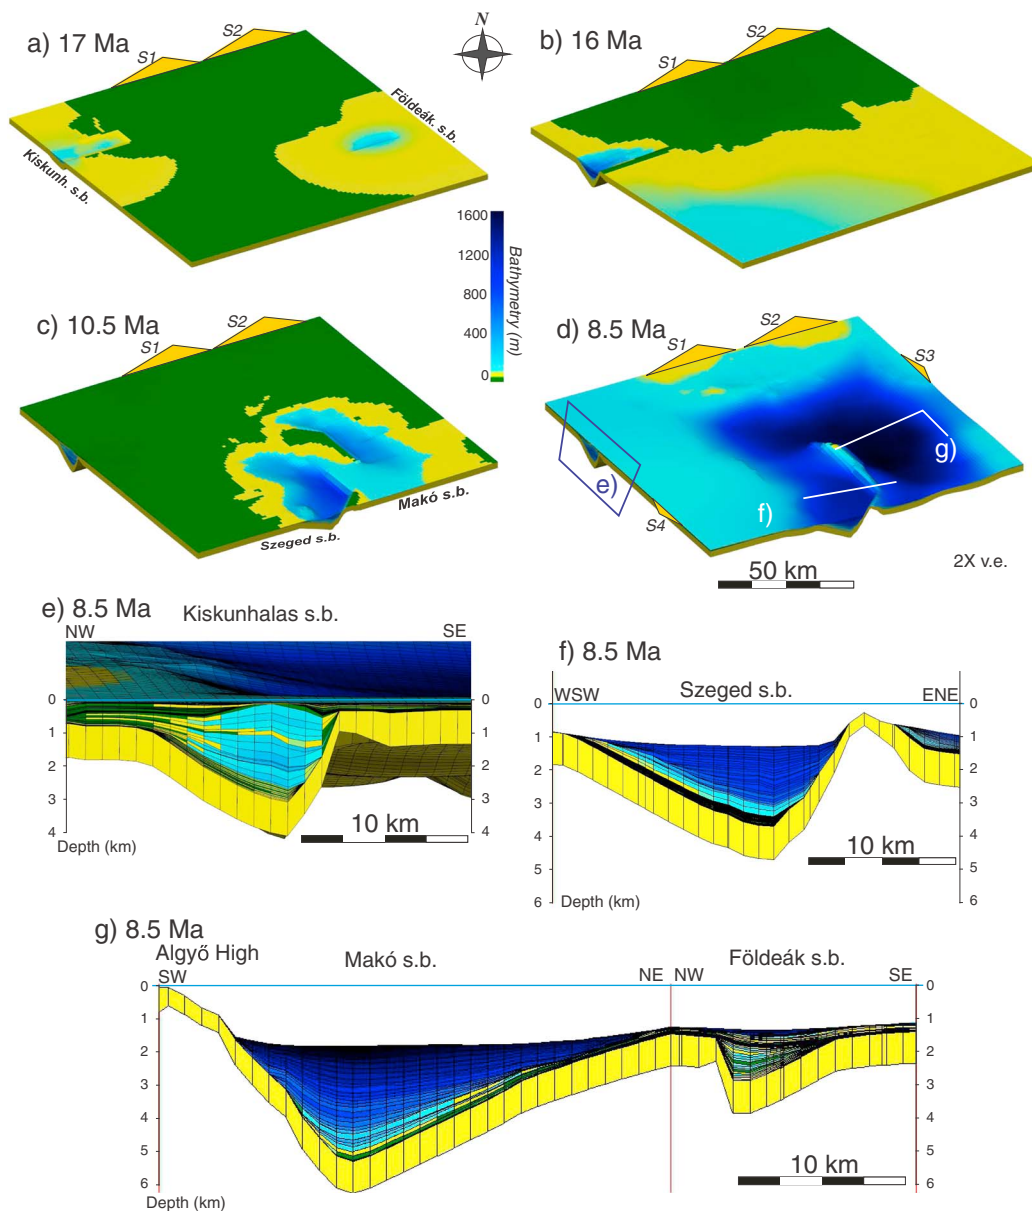 a) 17 Ma
S1
S2
N
b) 16 Ma
S1
S2
Földeák. s.b.
Kiskunh. s.b.
1600
1200
800
400
0
Bathymetry (m)
c) 10.5 Ma
S1
S2
Makó s.b.
Szeged s.b.
d) 8.5 Ma
S1
S2
S3
S4
e)
f)
g)
50 km
2X v.e.
e) 8.5 Ma
Kiskunhalas s.b.
NW
SE
0
1
2
3
4
0
1
2
3
4
10 km
Depth (km)
f) 8.5 Ma
WSW
Szeged s.b.
ENE
0
1
2
3
4
5
6
0
1
2
3
4
5
6
10 km
Depth (km)
g) 8.5 Ma
Algyő High
Makó s.b.
Földeák s.b.
SW
NE
NW
SE
0
1
2
3
4
5
6
0
1
2
3
4
5
6
10 km
Depth (km)